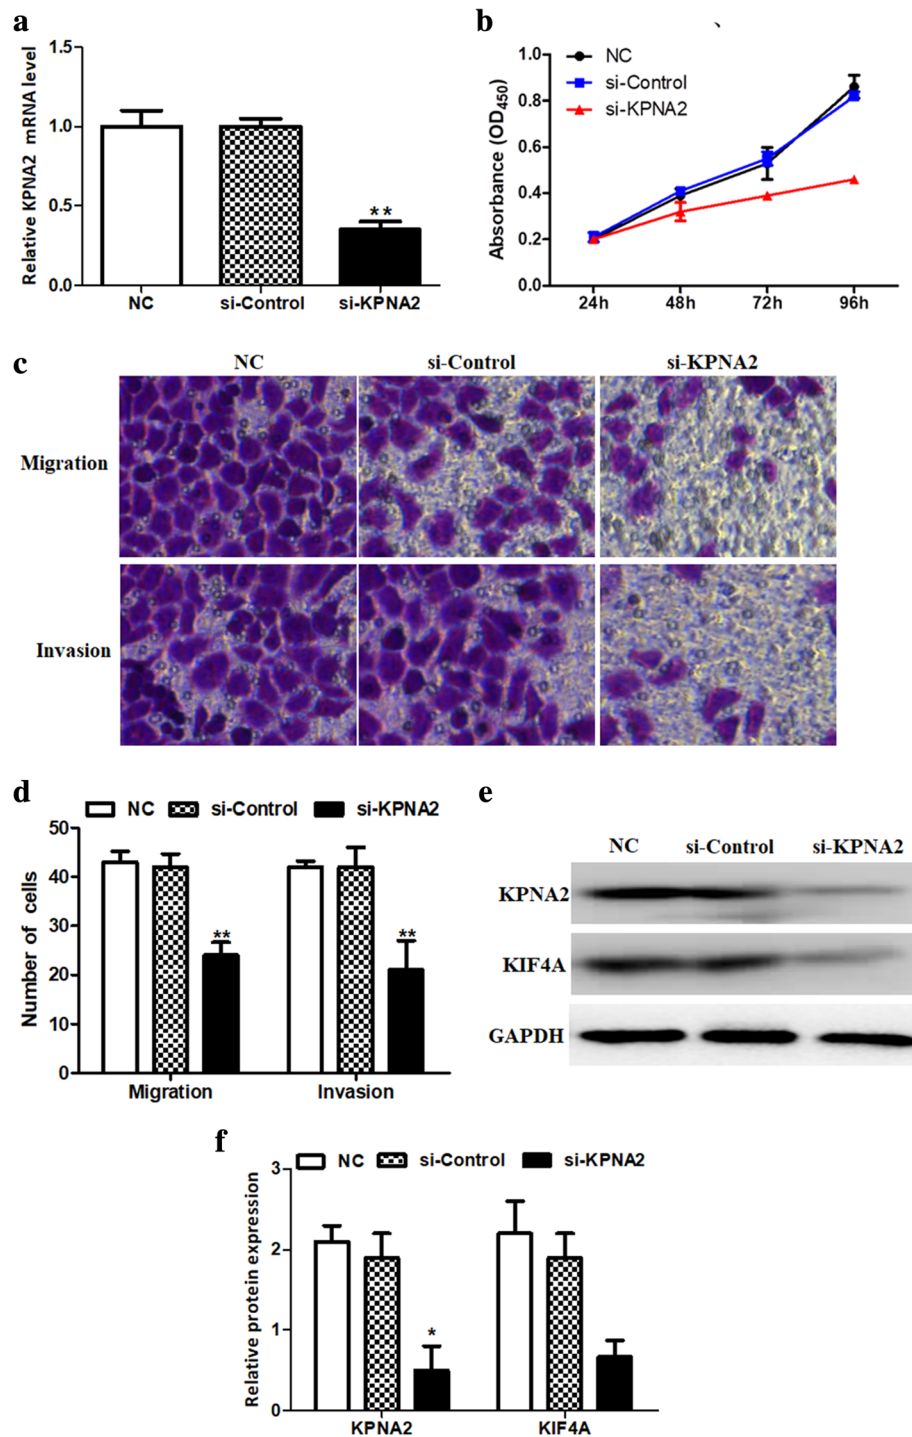 a
Relative KPNA2 mRNA level
1.5
1.0
0.5
0.0
**
NC si-Control si-KPNA2
b
、
Absorbance (OD450)
1.0
0.8
0.6
0.4
0.2
0.0
NC
si-Control
si-KPNA2
24h 48h 72h 96h
c
NC si-Control si-KPNA2
Migration
Invasion
d
NC si-Control si-KPNA2
Number of cells
50
40
30
20
10
0
** **
Migration Invasion
e
NC si-Control si-KPNA2
KPNA2
KIF4A
GAPDH
f
NC si-Control si-KPNA2
Relative protein expression
3
2
1
0
*
KPNA2 KIF4A